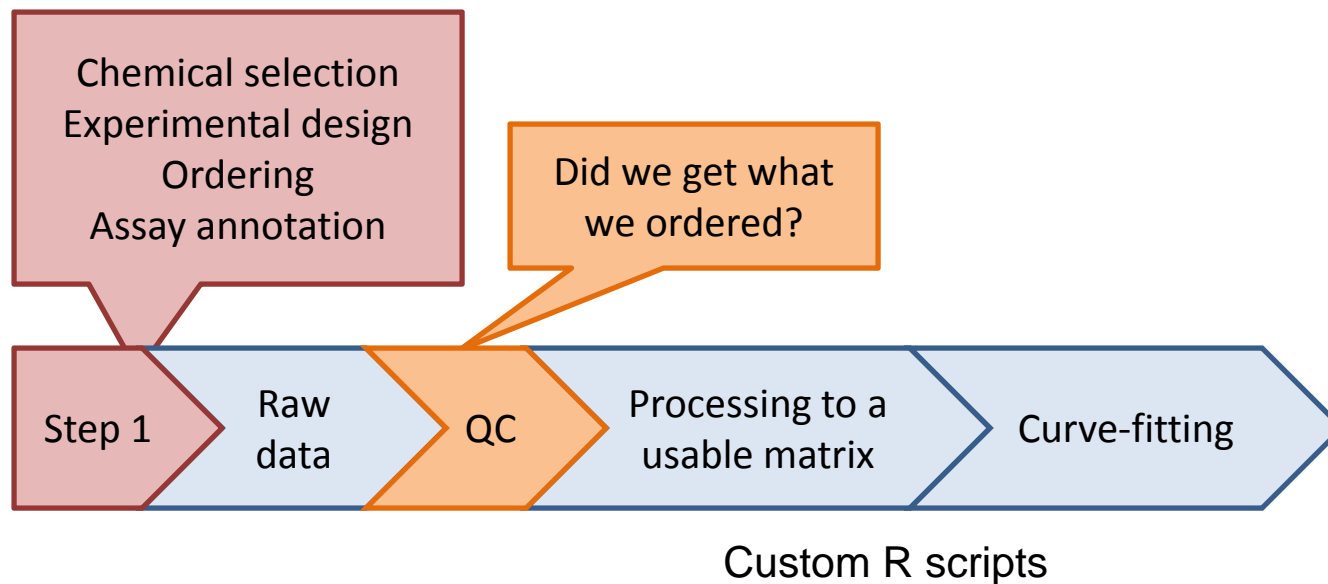 Chemical selection
Experimental design
Ordering
Assay annotation
Did we get what
we ordered?
Step 1
Raw
data
QC
Processing to a
usable matrix
Curve-fitting
Custom R scripts